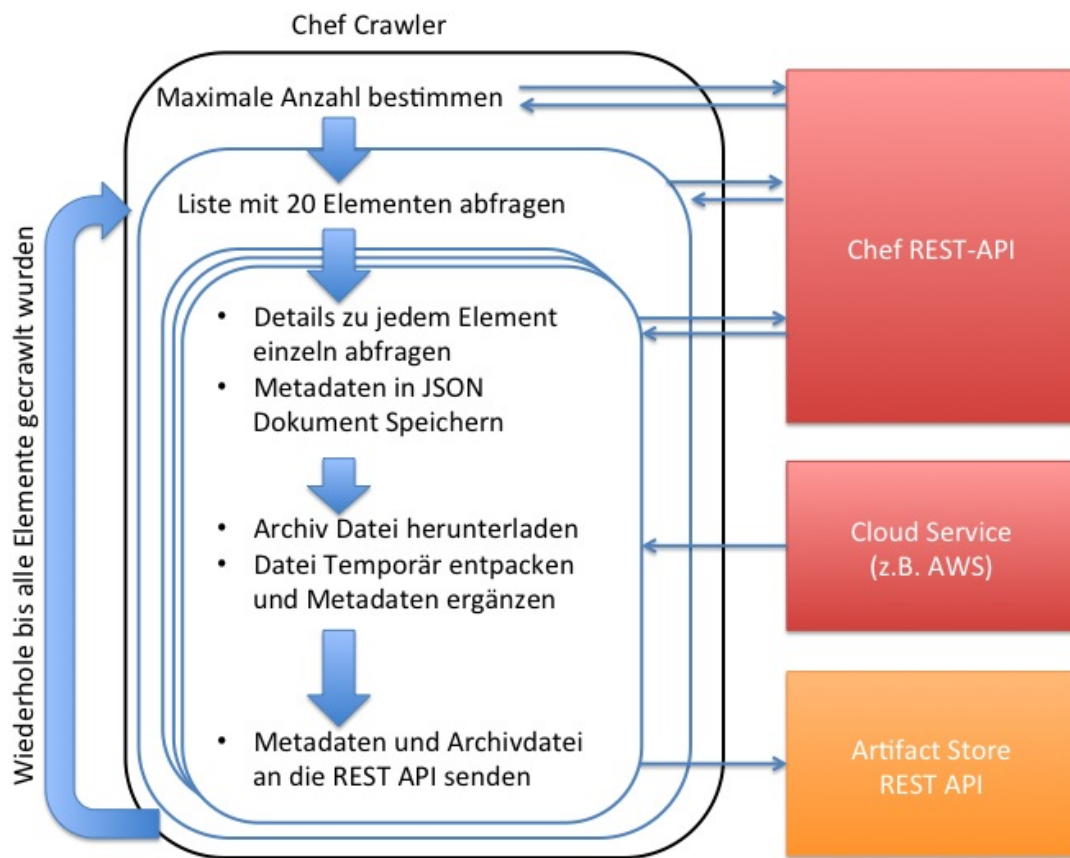 Chef Crawler
Maximale Anzahl bestimmen
Liste mit 20 Elementen abfragen
• Details zu jedem Element
einzeln abfragen
• Metadaten in JSON
Dokument Speichern
• Archiv Datei herunterladen
• Datei Temporär entpacken
und Metadaten ergänzen
• Metadaten und Archivdatei
an die REST API senden
Wiederhole bis alle Elemente gecrawlt wurden
Chef REST-API
Cloud Service
(z.B. AWS)
Artifact Store
REST API